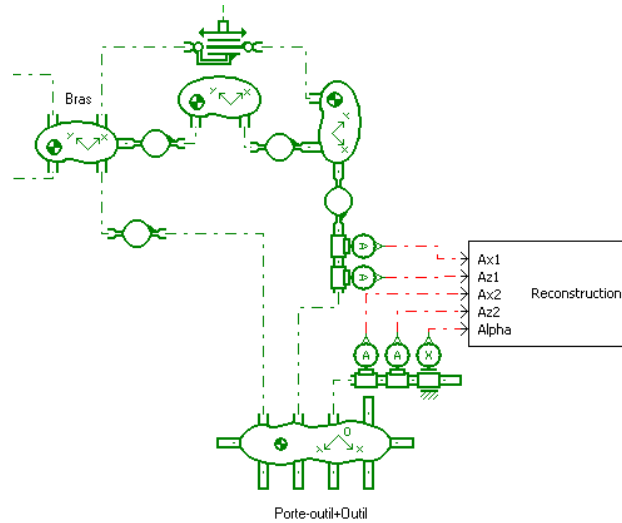 Bras
Y X
Y X
X
X
A
A
Ax1
Az1
Ax2
Az2
Alpha
Reconstruction
A A X
O
X X
Porte-outil+Outil